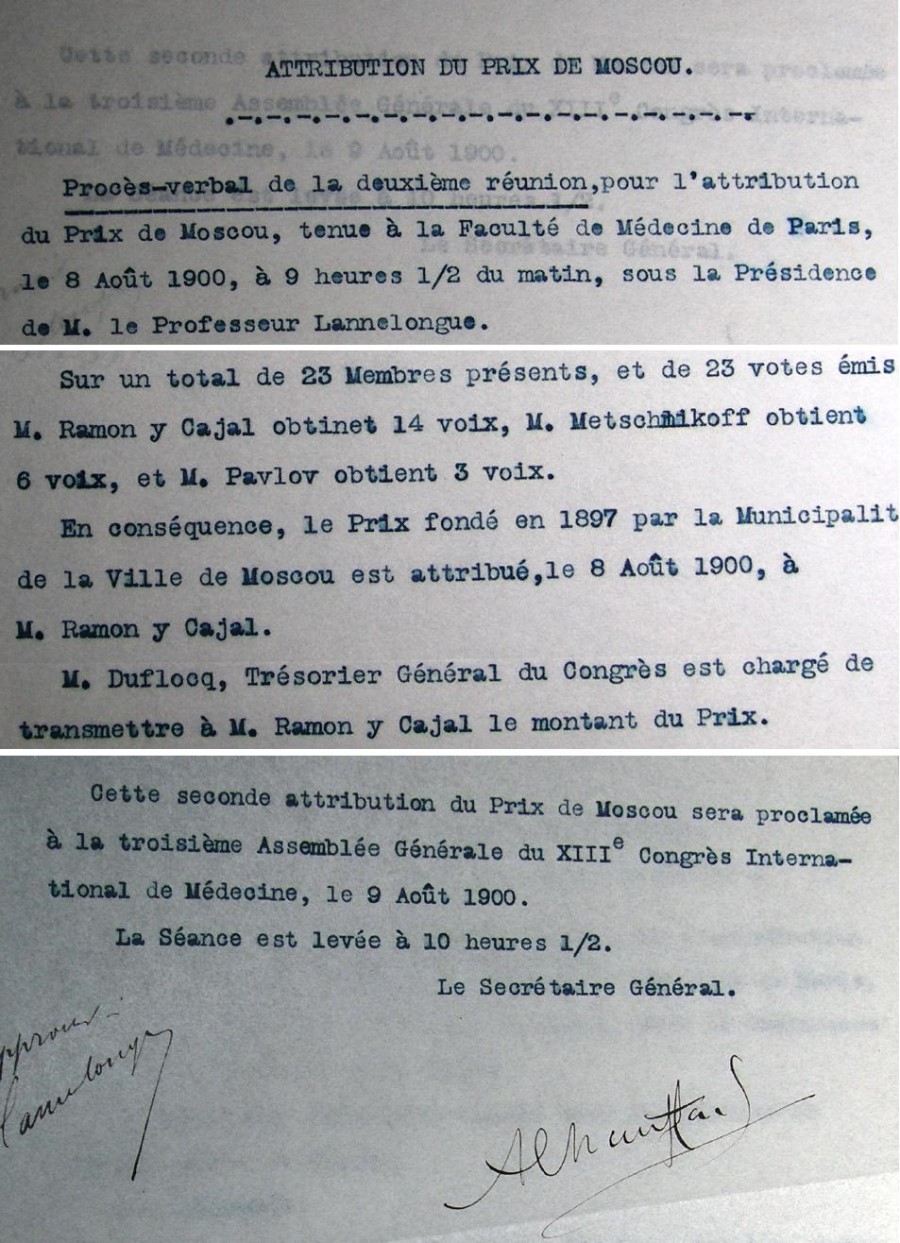 ATTRIBUTION DU PRIX DE MOSCOU.
Procès-verbal de la deuxième réunion,pour l'attribution
du Prix de Moscou, tenue à la Faculté de Médecine de Paris,
le 8 Août 1900, à 9 heures 1/2 du matin, sous la Présidence
de M. le Professeur Lannelongue.
Sur un total de 23 Membres présents, et de 23 votes émis
M. Ramon y Cajal obtinet 14 voix, M. Metschnikoff obtient
6 voix, et M. Pavlov obtient 3 voix.
En conséquence, le Prix fondé en 1897 par la Municipalit
de la Ville de Moscou est attribué,le 8 Août 1900, à
M. Ramon y Cajal.
M. Duflocq, Trésorier Général du Congrès est chargé de
transmettre à M. Ramon y Cajal le montant du Prix.
Cette seconde attribution du Prix de Moscou sera proclamée
à la troisième Assemblée Générale du XIIIe Congrès Interna-
tional de Médecine, le 9 Août 1900.
La Séance est levée à 10 heures 1/2.
Le Secrétaire Général.
Lannelongue